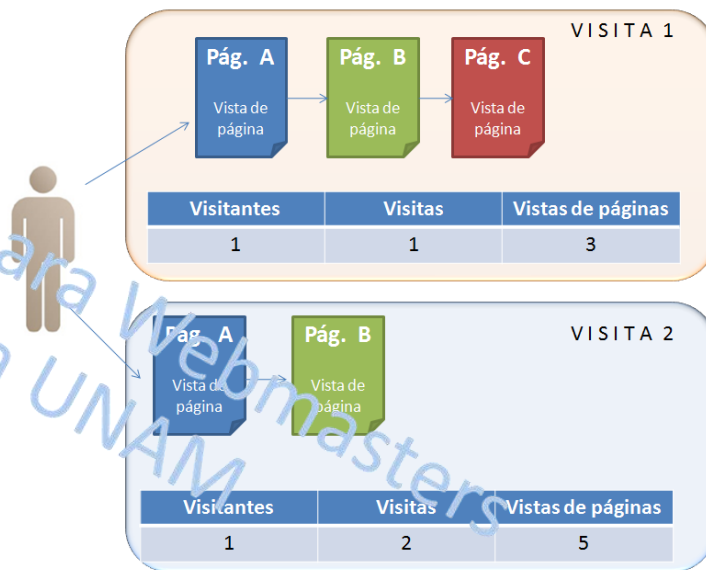 VISITA 1
Pág. A
Vista de
página
Pág. B
Vista de
página
Pág. C
Vista de
página
Visitantes Visitas Vistas de páginas
1 1 3
VISITA 2
Pág. A
Vista de
página
Pág. B
Vista de
página
Visitantes Visitas Vistas de páginas
1 2 5
ara Webmasters
UNAM